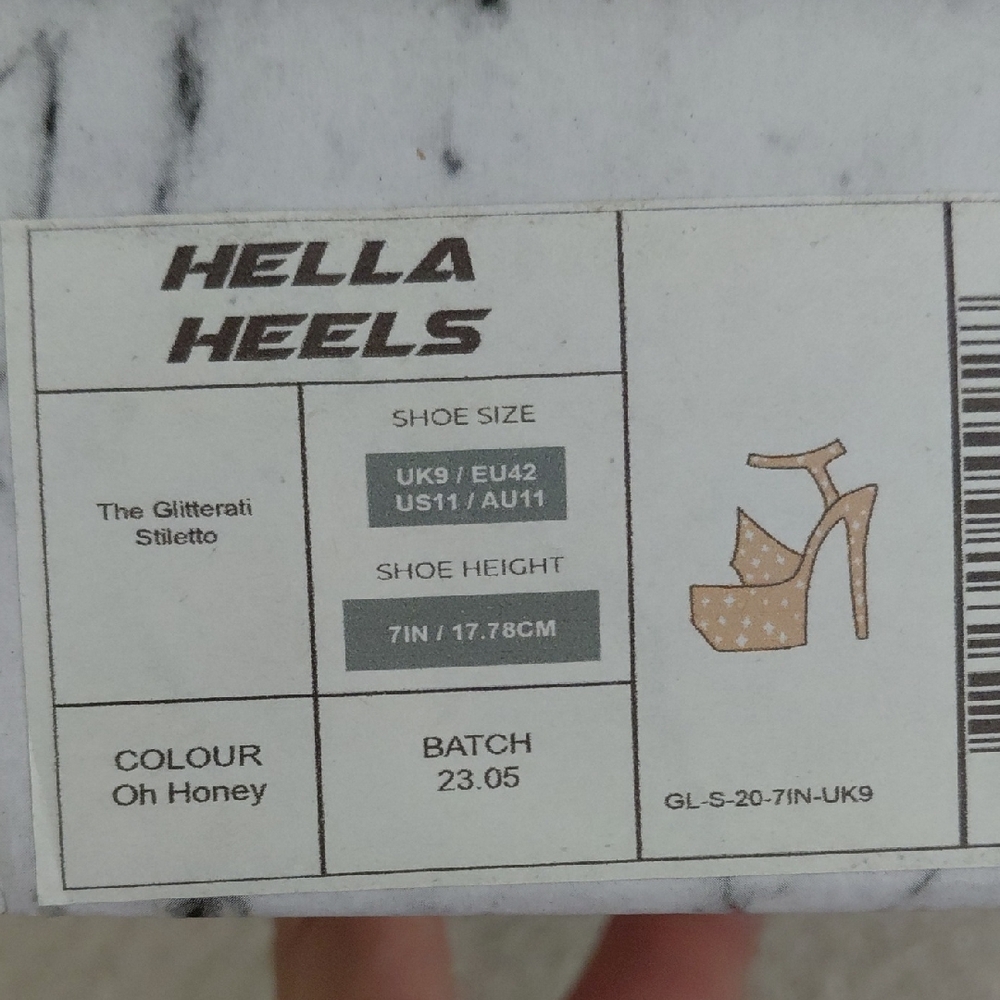 HELLA
HEELS
The Glitterati
Stiletto
SHOE SIZE
UK9 / EU42
US11 / AU11
SHOE HEIGHT
7IN / 17.78CM
COLOUR
Oh Honey
BATCH
23.05
GL-S-20-7IN-UK9